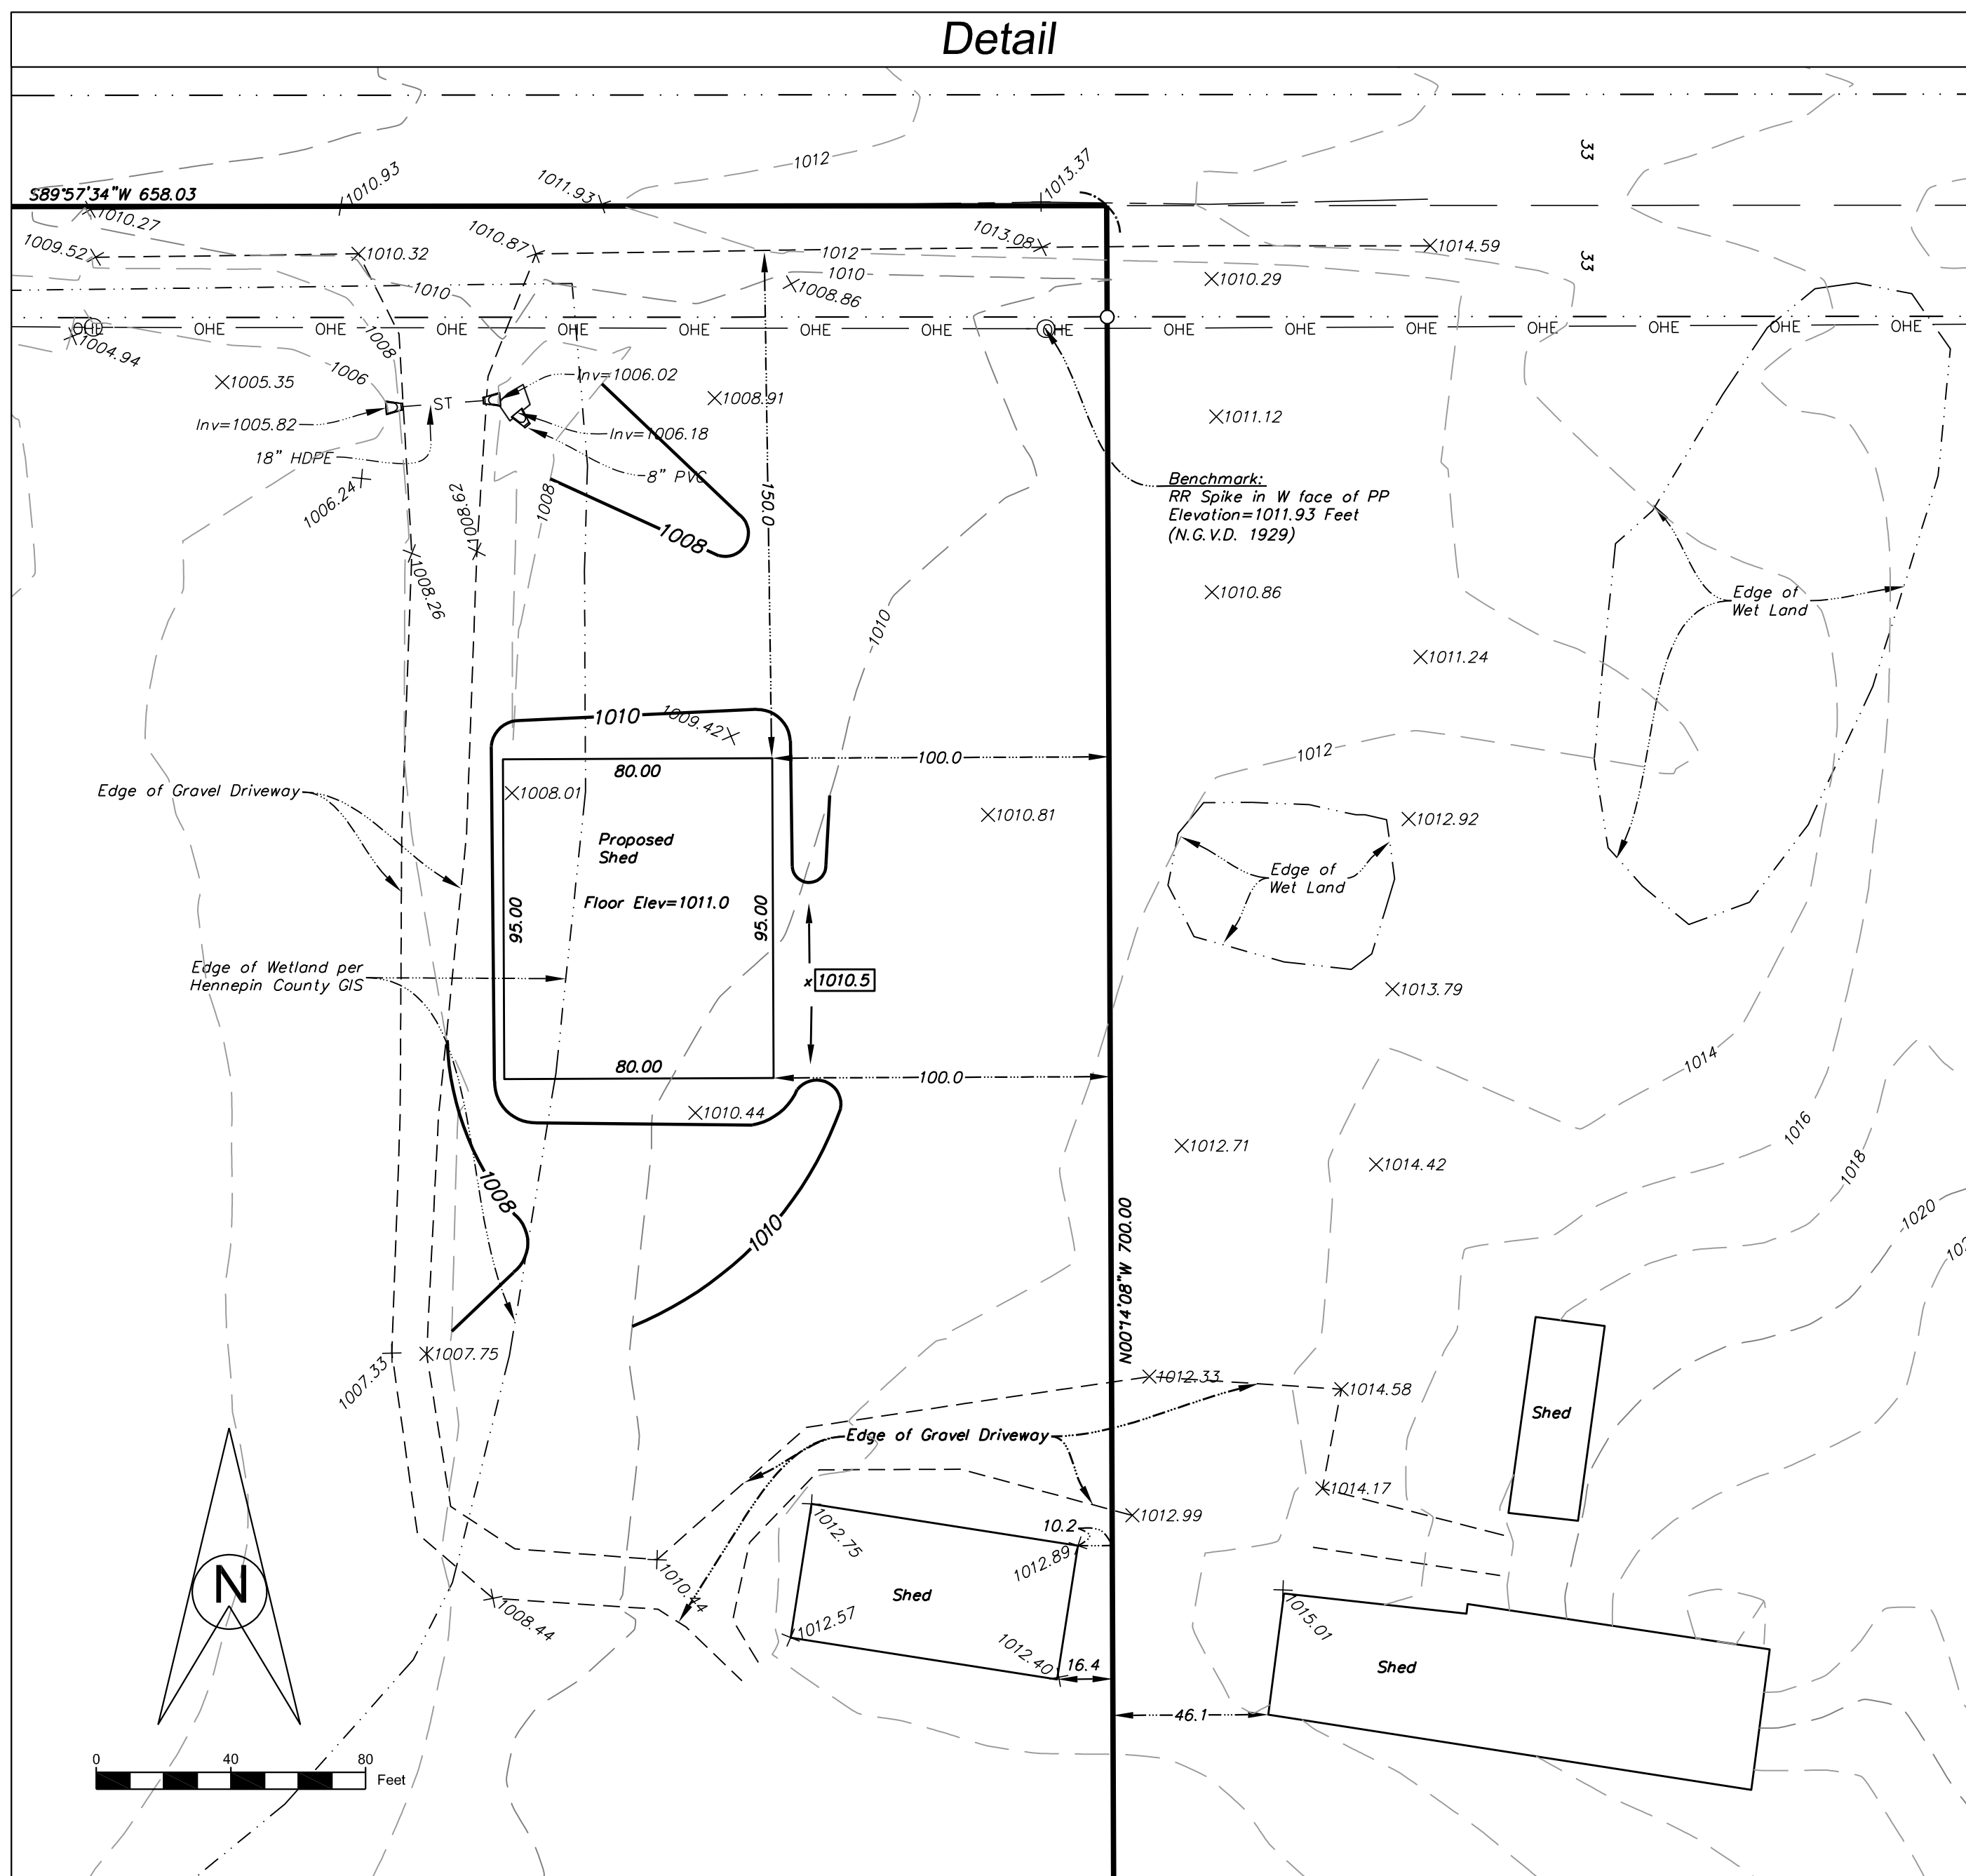 Detail
33
1012
1013.37
1010.93
1011.93
S89°57'34"W 658.03
1010.27
1009.52
1010.32
1010.87
1012
1013.08
1014.59
33
1010
1010
1008.86
1010.29
OHE OHE OHE OHE OHE OHE OHE OHE OHE OHE OHE OHE OHE OHE OHE OHE
1004.94
1008
1006
1005.35
Inv=1006.02
ST
1008.91
1011.12
Inv=1005.82
Inv=1006.18
18" HDPE
8" PVC
1006.24
1008.62
1008
150.0
Benchmark:
RR Spike in W face of PP
Elevation=1011.93 Feet
(N.G.V.D. 1929)
1008
1008.26
1010.86
Edge of
Wet Land
1010
1011.24
1010
1009.42
1012
100.0
80.00
Edge of Gravel Driveway
1008.01
1010.81
1012.92
Proposed
Shed
Edge of
Wet Land
Floor Elev=1011.0
95.00
95.00
Edge of Wetland per
Hennepin County GIS
x 1010.5
1013.79
1014
80.00
100.0
1010.44
1016
1012.71
1014.42
1018
1008
1010
1020
102
N00°14'08"W 700.00
1007.33
1007.75
1012.33
1014.58
Shed
Edge of Gravel Driveway
1014.17
1012.99
10.2
1012.75
1012.89
N
1010.44
1008.44
Shed
1012.57
1012.40
16.4
1015.01
Shed
46.1
0 40 80
Feet